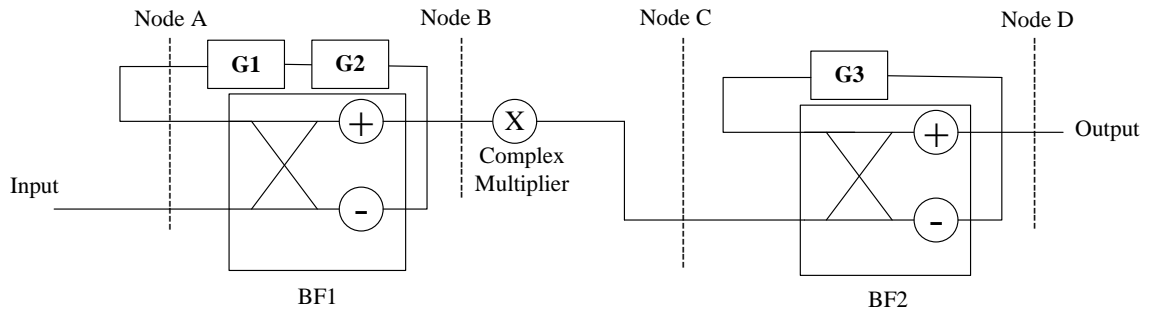 Node A
Node B
Node C
Node D
G1
G2
G3
+
X
+
Output
Complex
Multiplier
Input
-
-
BF1
BF2